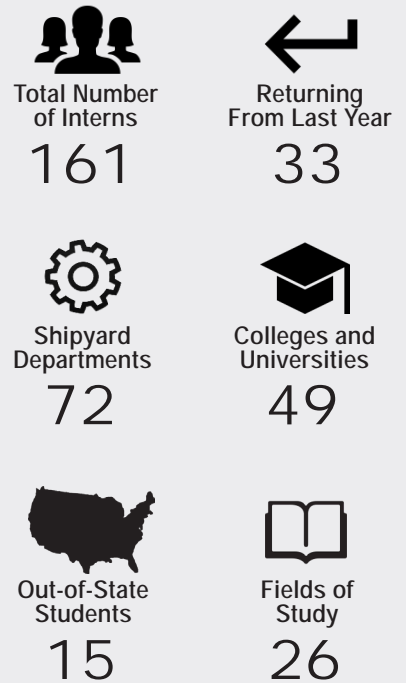 Total Number
of Interns
161
Returning
From Last Year
33
Shipyard
Departments
72
Colleges and
Universities
49
Out-of-State
Students
15
Fields of
Study
26